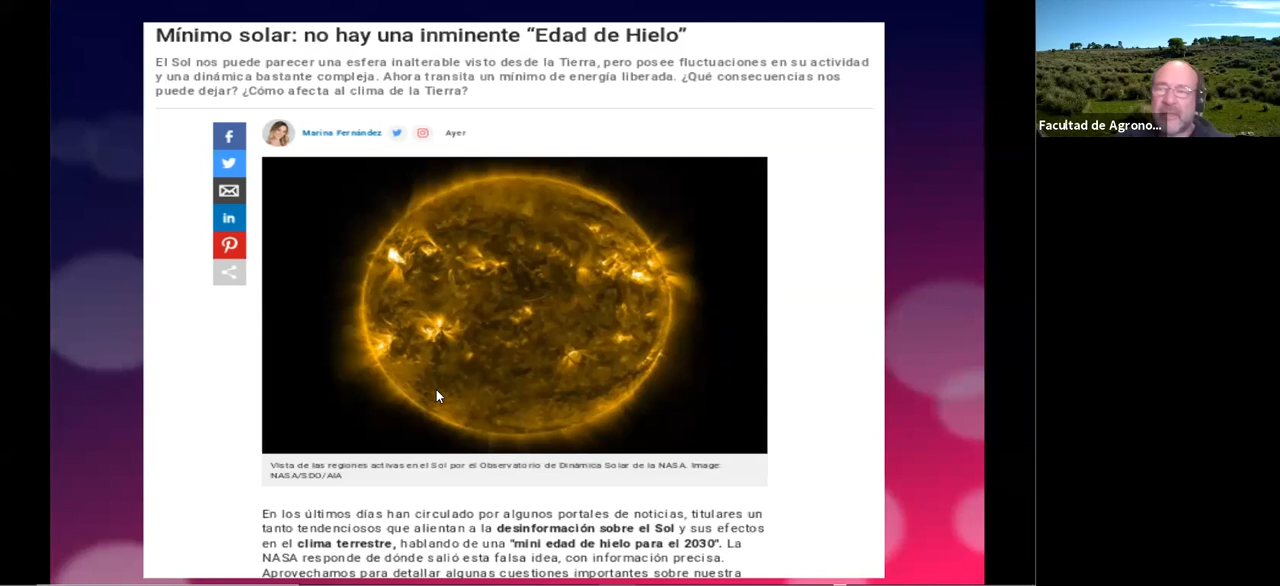 Mínimo solar: no hay una inminente “Edad de Hielo”
El Sol nos puede parecer una esfera inalterable visto desde la Tierra, pero posee fluctuaciones en su actividad
y una dinámica bastante compleja. Ahora transita un mínimo de energía liberada. ¿Qué consecuencias nos
puede dejar? ¿Cómo afecta al clima de la Tierra?
Marina Fernández
Ayer
Vista de las regiones activas en el Sol por el Observatorio de Dinámica Solar de la NASA. Image:
NASA/SDO/AIA
En los últimos días han circulado por algunos portales de noticias, titulares un
tanto tendenciosos que alientan a la desinformación sobre el Sol y sus efectos
en el clima terrestre, hablando de una "mini edad de hielo para el 2030". La
NASA responde de dónde salió esta falsa idea, con información precisa.
Aprovechamos para detallar algunas cuestiones importantes sobre nuestra
Facultad de Agrono...